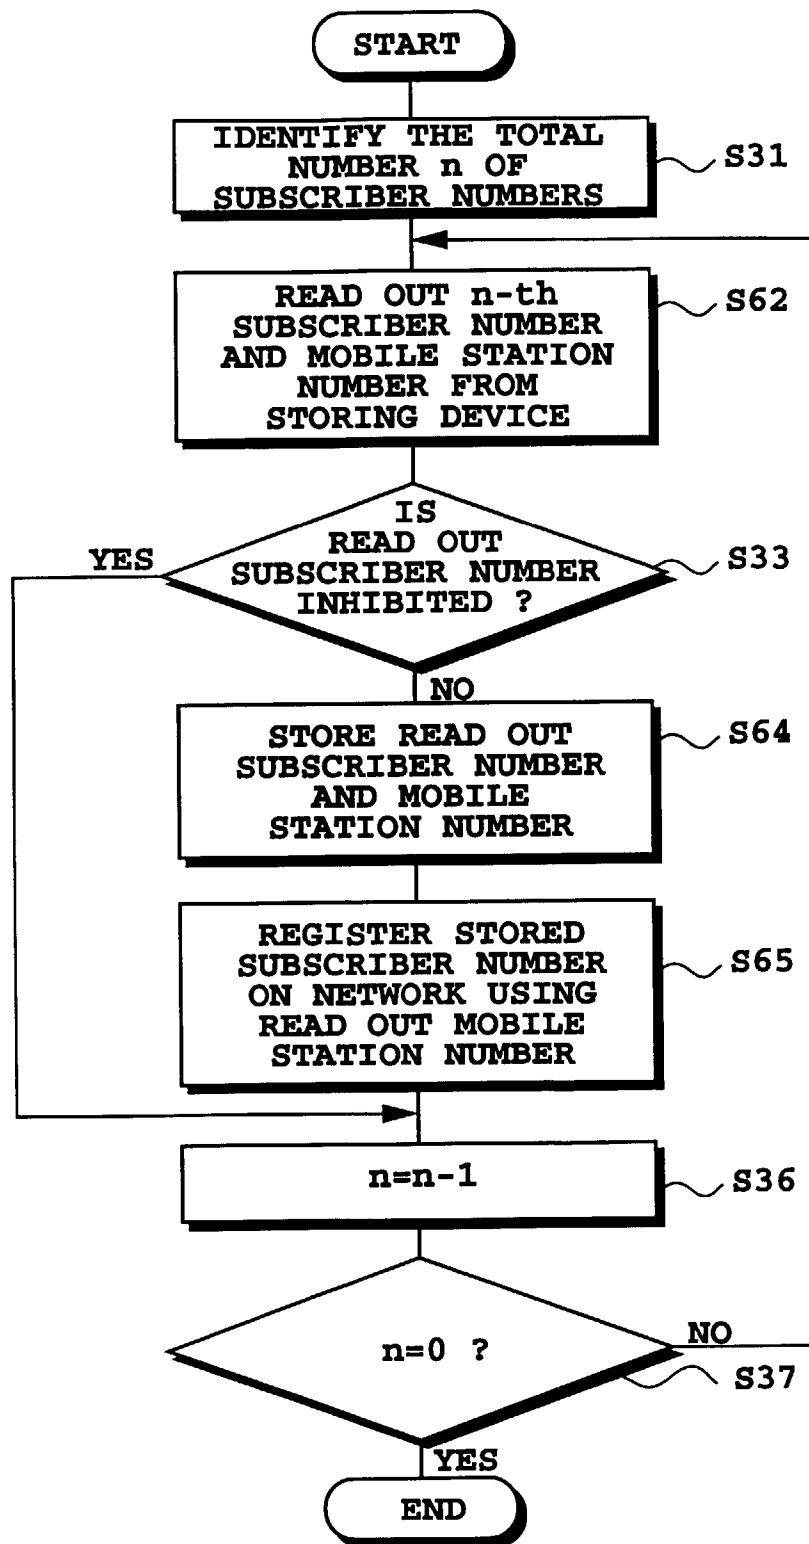 START
IDENTIFY THE TOTAL
NUMBER n OF
SUBSCRIBER NUMBERS
S31
READ OUT n-th
SUBSCRIBER NUMBER
AND MOBILE STATION
NUMBER FROM
STORING DEVICE
S62
IS
READ OUT
SUBSCRIBER NUMBER
INHIBITED ?
YES
S33
NO
STORE READ OUT
SUBSCRIBER NUMBER
AND MOBILE
STATION NUMBER
S64
REGISTER STORED
SUBSCRIBER NUMBER
ON NETWORK USING
READ OUT MOBILE
STATION NUMBER
S65
n=n-1
S36
n=0 ?
NO
S37
YES
END